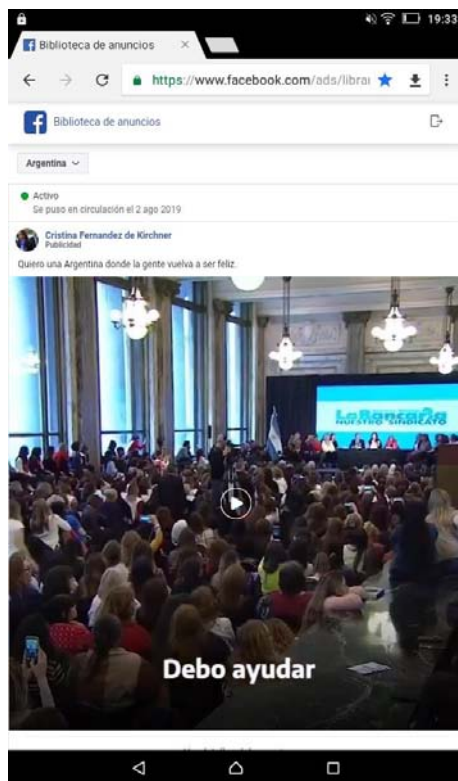 19:33
Biblioteca de anuncios
https://www.facebook.com/ads/librar
Biblioteca de anuncios
Argentina
Activo
Se puso en circulación el 2 ago 2019
Cristina Fernandez de Kirchner
Publicidad
Quiero una Argentina donde la gente vuelva a ser feliz.
LaBancaria
NUESTRO SINDICATO
Debo ayudar